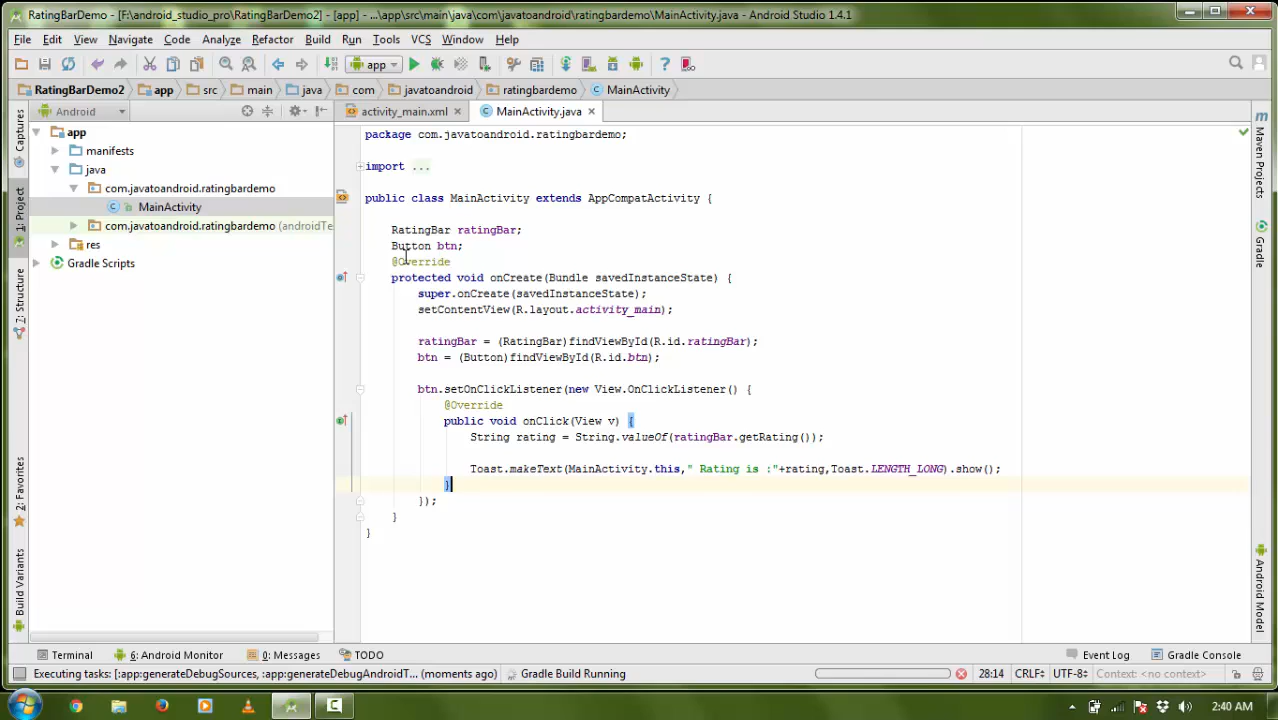 RatingBarDemo2 - [F:\android_studio_pro\RatingBarDemo2] - [app] - ...\app\src\main\java\com\javatoandroid\ratingbardemo\MainActivity.java - Android Studio 1.4.1
File Edit View Navigate Code Analyze Refactor Build Run Tools VCS Window Help
app
RatingBarDemo2 app src main java com javatoandroid ratingbardemo MainActivity
Android
activity_main.xml
MainActivity.java
Captures
1: Project
Z: Structure
2: Favorites
Build Variants
app
manifests
java
com.javatoandroid.ratingbardemo
MainActivity
com.javatoandroid.ratingbardemo (androidTe
res
Gradle Scripts
package com.javatoandroid.ratingbardemo;
import ...
public class MainActivity extends AppCompatActivity {
RatingBar ratingBar;
Button btn;
@Override
protected void onCreate(Bundle savedInstanceState) {
super.onCreate(savedInstanceState);
setContentView(R.layout.activity_main);
ratingBar = (RatingBar)findViewById(R.id.ratingBar);
btn = (Button)findViewById(R.id.btn);
btn.setOnClickListener(new View.OnClickListener() {
@Override
public void onClick(View v) {
String rating = String.valueOf(ratingBar.getRating());
Toast.makeText(MainActivity.this," Rating is :"+rating,Toast.LENGTH_LONG).show();
}
});
}
}
Maven Projects
Gradle
Android Model
Terminal 6: Android Monitor 0: Messages TODO Event Log Gradle Console
Executing tasks: [:app:generateDebugSources, :app:generateDebugAndroidT... (moments ago) Gradle Build Running 28:14 CRLF UTF-8 Context: <no context>
2:40 AM